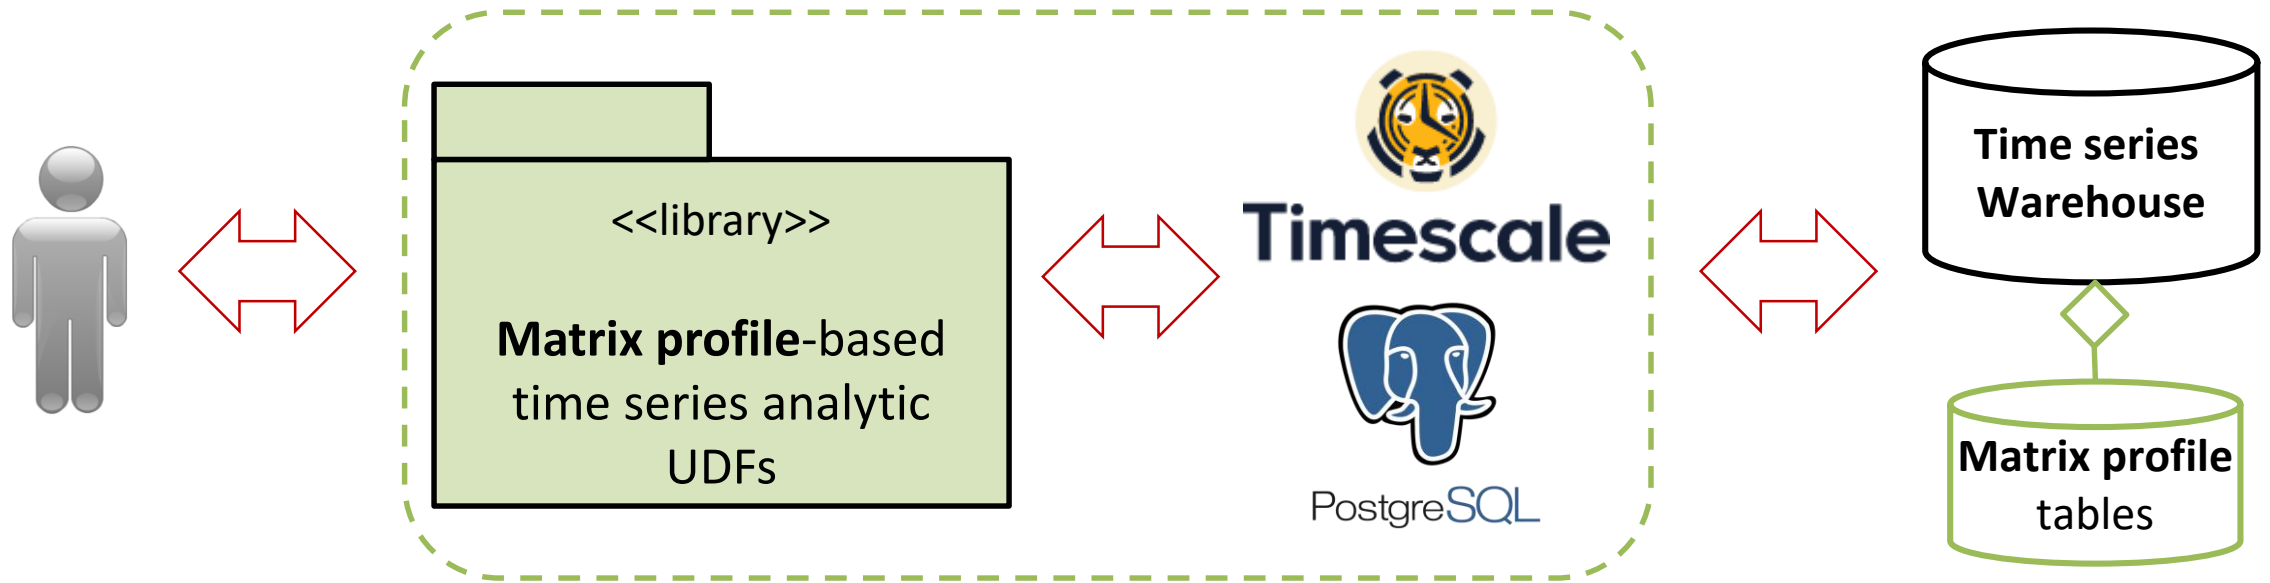 <<library>>
Matrix profile-based
time series analytic
UDFs
Timescale
PostgreSQL
Time series
Warehouse
Matrix profile
tables